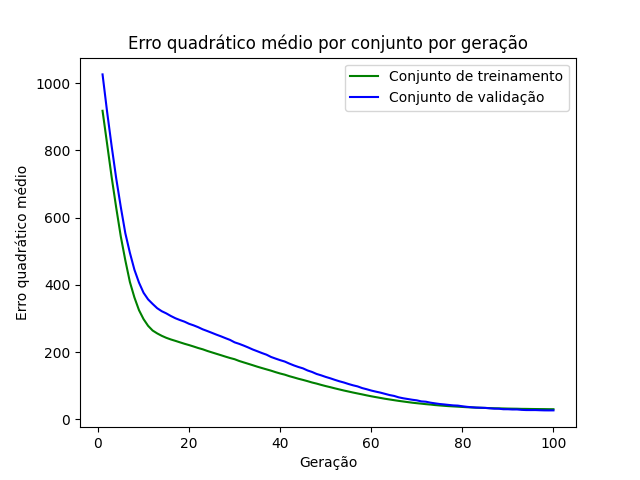 Erro quadrático médio por conjunto por geração
Conjunto de treinamento
Conjunto de validação
Erro quadrático médio
1000
800
600
400
200
0
0 20 40 60 80 100
Geração